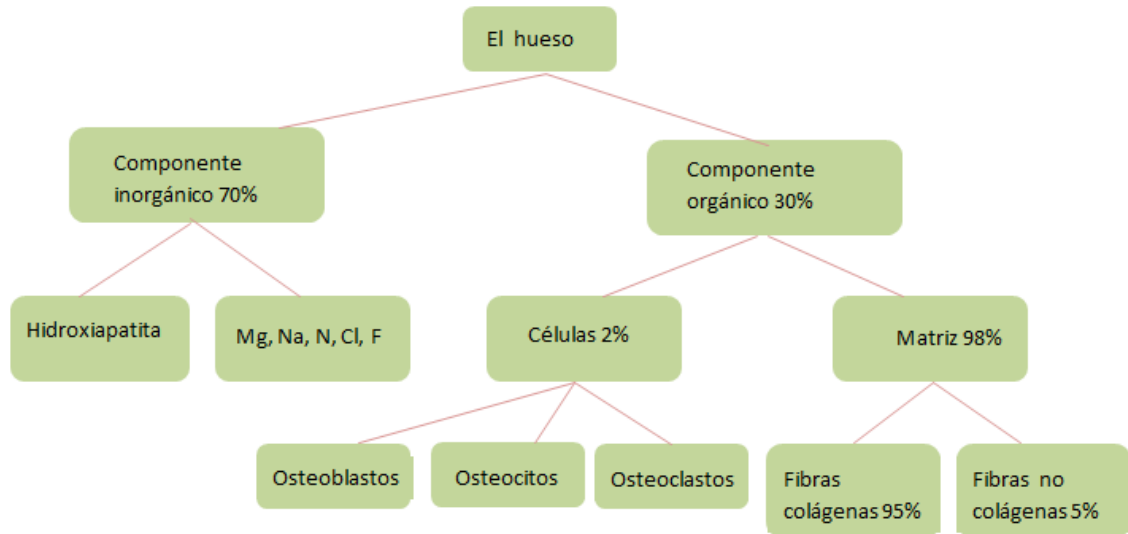 El hueso
Componente
inorgánico 70%
Componente
orgánico 30%
Hidroxiapatita
Mg, Na, N, Cl, F
Células 2%
Matriz 98%
Osteoblastos
Osteocitos
Osteoclastos
Fibras
colágenas 95%
Fibras no
colágenas 5%